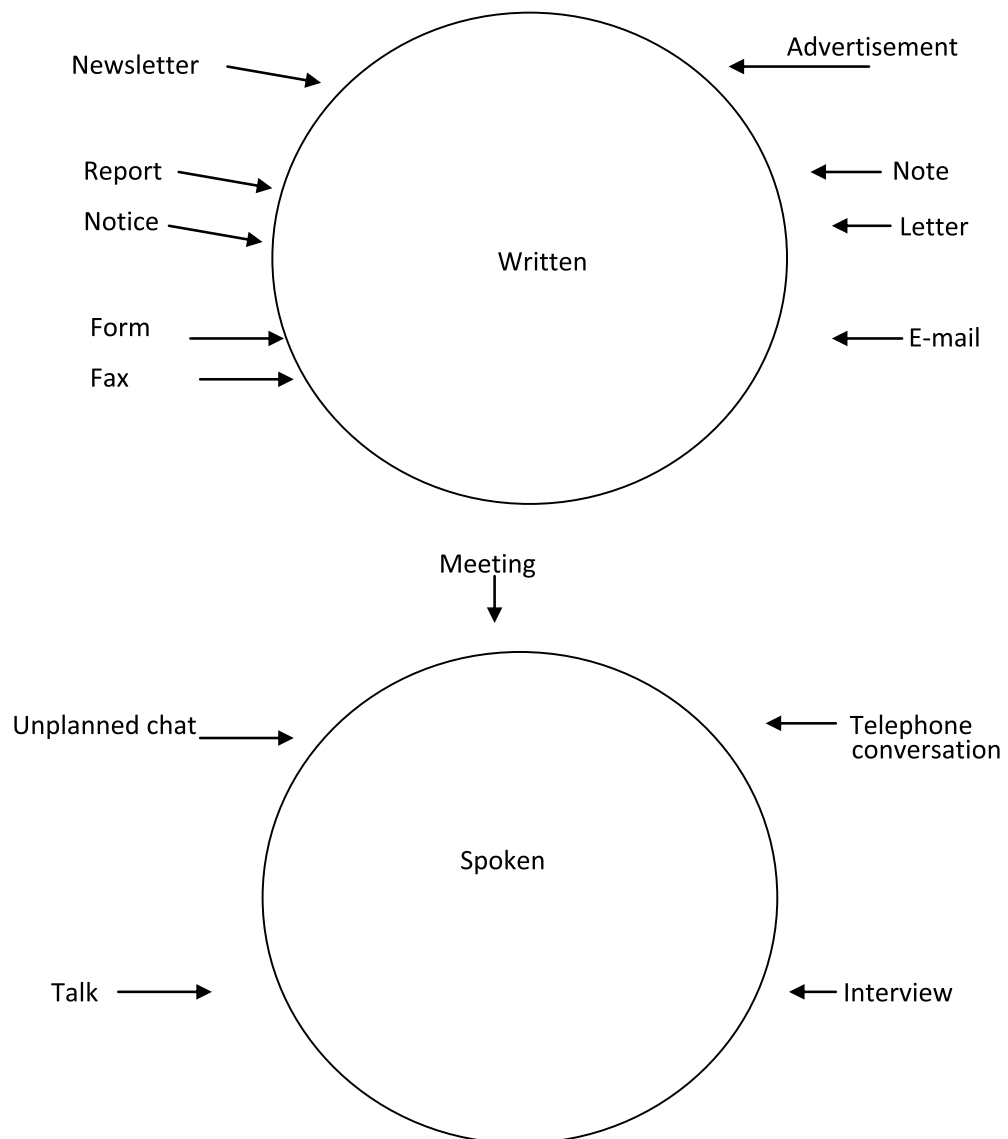 Newsletter
Advertisement
Report
Note
Notice
Letter
Written
Form
E-mail
Fax
Meeting
Unplanned chat
Telephone
conversation
Spoken
Talk
Interview